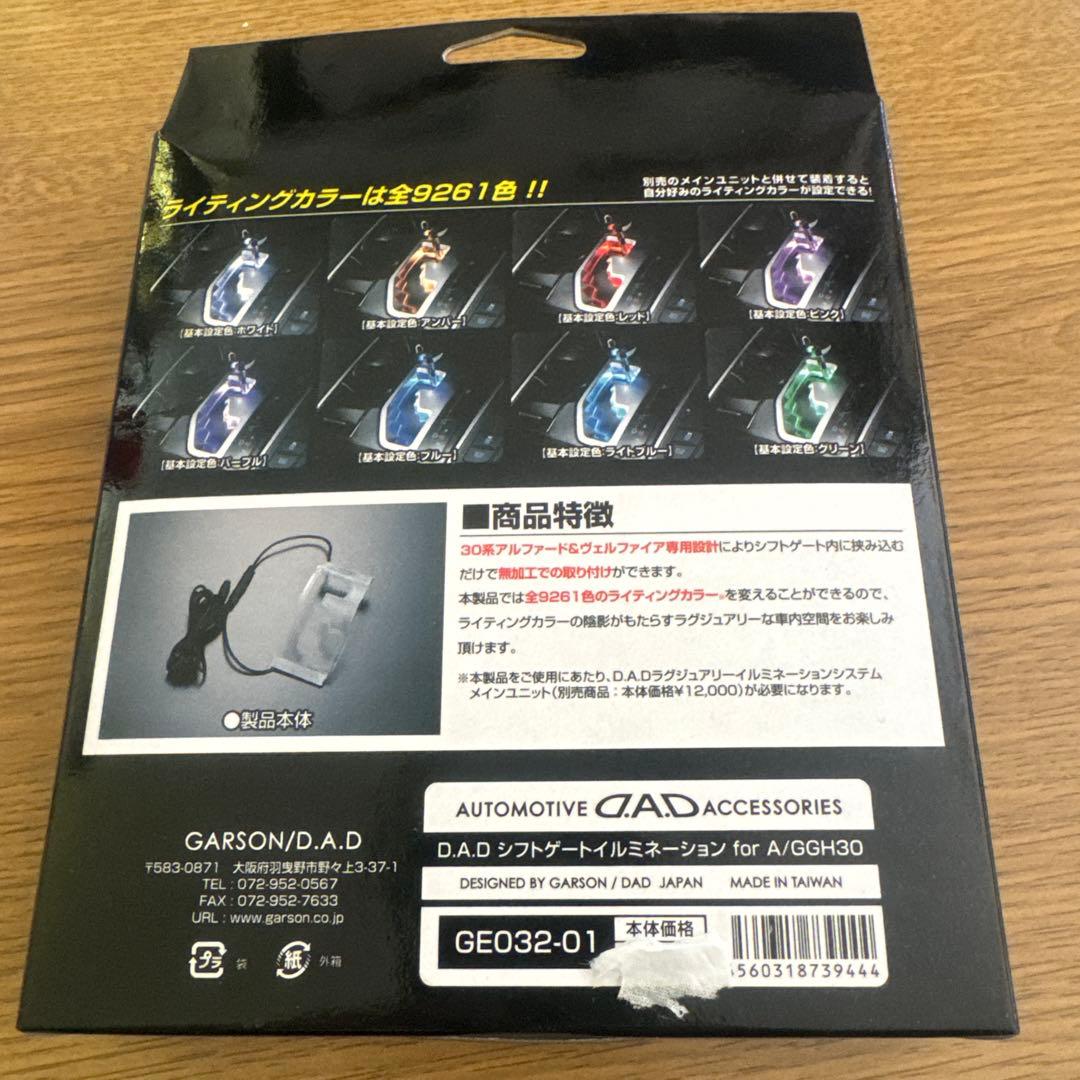 ライティングカラーは全9261色 !!
別売のメインユニットと併せて装着すると
自分好みのライティングカラーが設定できる!
【基本設定色:ホワイト】
【基本設定色:アンバー】
【基本設定色:レッド】
【基本設定色:ピンク】
【基本設定色:パープル】
【基本設定色:ブルー】
【基本設定色:ライトブルー】
【基本設定色:グリーン】
■商品特徴
30系アルファード&ヴェルファイア専用設計によりシフトゲート内に挟み込む
だけで無加工での取り付けができます。
本製品では全9261色のライティングカラー※を変えることができるので、
ライティングカラーの陰影がもたらすラグジュアリーな車内空間をお楽しみ
頂けます。
※本製品をご使用にあたり、D.A.Dラグジュアリーイルミネーションシステム
メインユニット(別売商品:本体価格¥12,000)が必要になります。
●製品本体
GARSON/D.A.D
〒583-0871 大阪府羽曳野市野々上3-37-1
TEL : 072-952-0567
FAX : 072-952-7633
URL : www.garson.co.jp
プラ 袋
紙 外箱
AUTOMOTIVE D.A.D ACCESSORIES
D.A.D シフトゲートイルミネーション for A/GGH30
DESIGNED BY GARSON / DAD JAPAN MADE IN TAIWAN
GE032-01
本体価格
4560318739444